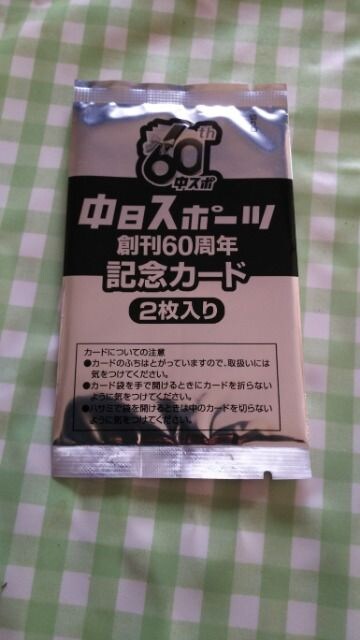 60th
中スポ
中日スポーツ
創刊60周年
記念カード
2枚入り
カードについての注意
●カードのふちはとがっていますので、取扱いには
気をつけてください。
●カード袋を手で開けるときにカードを折らない
ように気をつけてください。
●ハサミで袋を開けるときは中のカードを切らない
ように気をつけてください。